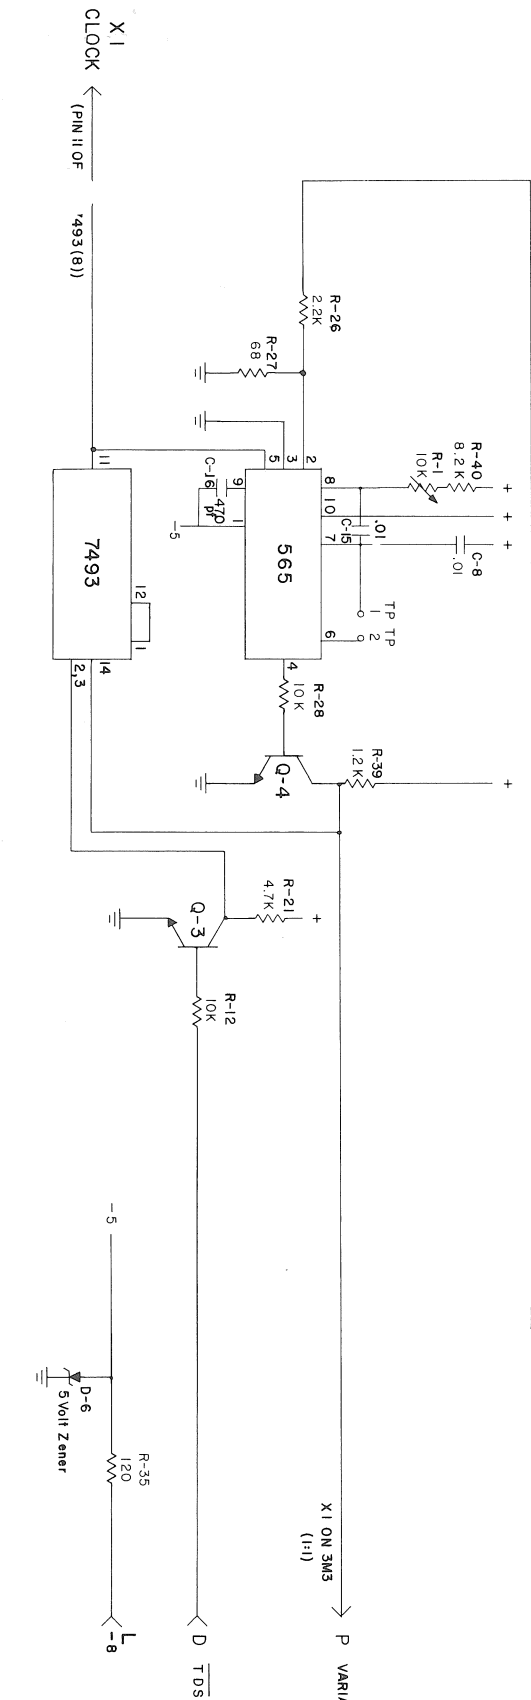 X1
CLOCK
(PIN 11 OF
7493 (8))
R-26
2.2K
R-27
68
R-40
8.2K
R-1
10K
+
+
+
C-8
.01
.01
C-15
TP TP
1 2
2
3
5
8
10
7
6
9
1
4
565
C-16
470
pf
-5
11
7493
12
1
14
2,3
R-28
10K
Q-4
R-39
1.2K
+
R-21
4.7K
+
Q-3
R-12
10K
-5
D-6
5 Volt Zener
R-35
120
X1 ON 3M3
(1:1)
P VARIA
D TDS
L
-8